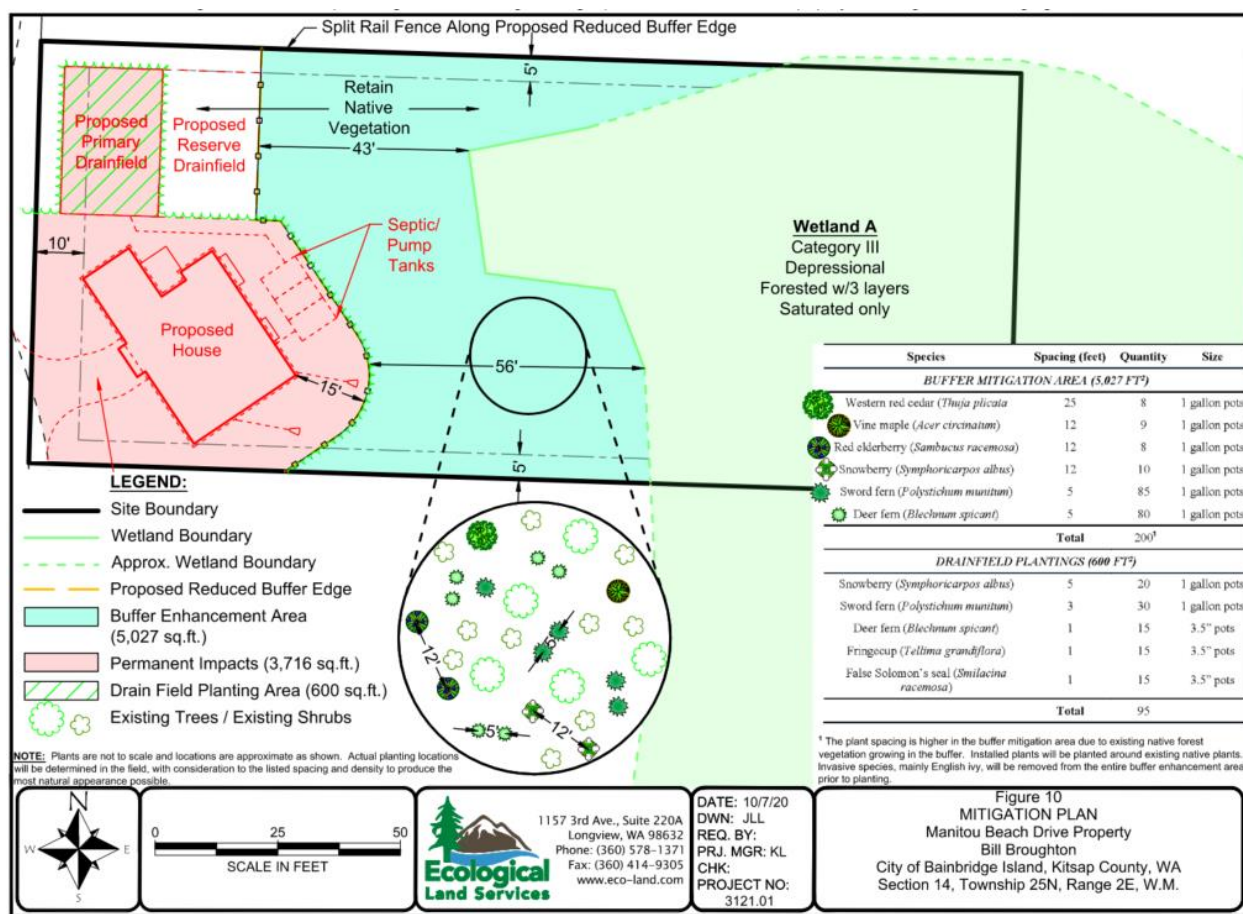 Split Rail Fence Along Proposed Reduced Buffer Edge
5'
Retain
Native
Vegetation
43'
Proposed
Primary
Drainfield
Proposed
Reserve
Drainfield
Septic/
Pump
Tanks
10'
Proposed
House
15'
56'
5'
Wetland A
Category III
Depressional
Forested w/3 layers
Saturated only
Species Spacing (feet) Quantity Size
BUFFER MITIGATION AREA (5,027 FT²)
Western red cedar (Thuja plicata 25 8 1 gallon pots
Vine maple (Acer circinatum) 12 9 1 gallon pots
Red elderberry (Sambucus racemosa) 12 8 1 gallon pots
Snowberry (Symphoricarpos albus) 12 10 1 gallon pots
Sword fern (Polystichum munitum) 5 85 1 gallon pots
Deer fern (Blechnum spicant) 5 80 1 gallon pots
Total 200¹
DRAINFIELD PLANTINGS (600 FT²)
Snowberry (Symphoricarpos albus) 5 20 1 gallon pots
Sword fern (Polystichum munitum) 3 30 1 gallon pots
Deer fern (Blechnum spicant) 1 15 3.5" pots
Fringecup (Tellima grandiflora) 1 15 3.5" pots
False Solomon's seal (Smilacina
racemosa) 1 15 3.5" pots
Total 95
¹ The plant spacing is higher in the buffer mitigation area due to existing native forest
vegetation growing in the buffer. Installed plants will be planted around existing native plants.
Invasive species, mainly English ivy, will be removed from the entire buffer enhancement area
prior to planting.
LEGEND:
Site Boundary
Wetland Boundary
Approx. Wetland Boundary
Proposed Reduced Buffer Edge
Buffer Enhancement Area
(5,027 sq.ft.)
Permanent Impacts (3,716 sq.ft.)
Drain Field Planting Area (600 sq.ft.)
Existing Trees / Existing Shrubs
12'
5'
5'
12'
NOTE: Plants are not to scale and locations are approximate as shown. Actual planting locations
will be determined in the field, with consideration to the listed spacing and density to produce the
most natural appearance possible.
N
W
E
S
0 25 50
SCALE IN FEET
Ecological
Land Services
1157 3rd Ave., Suite 220A
Longview, WA 98632
Phone: (360) 578-1371
Fax: (360) 414-9305
www.eco-land.com
DATE: 10/7/20
DWN: JLL
REQ. BY:
PRJ. MGR: KL
CHK:
PROJECT NO:
3121.01
Figure 10
MITIGATION PLAN
Manitou Beach Drive Property
Bill Broughton
City of Bainbridge Island, Kitsap County, WA
Section 14, Township 25N, Range 2E, W.M.